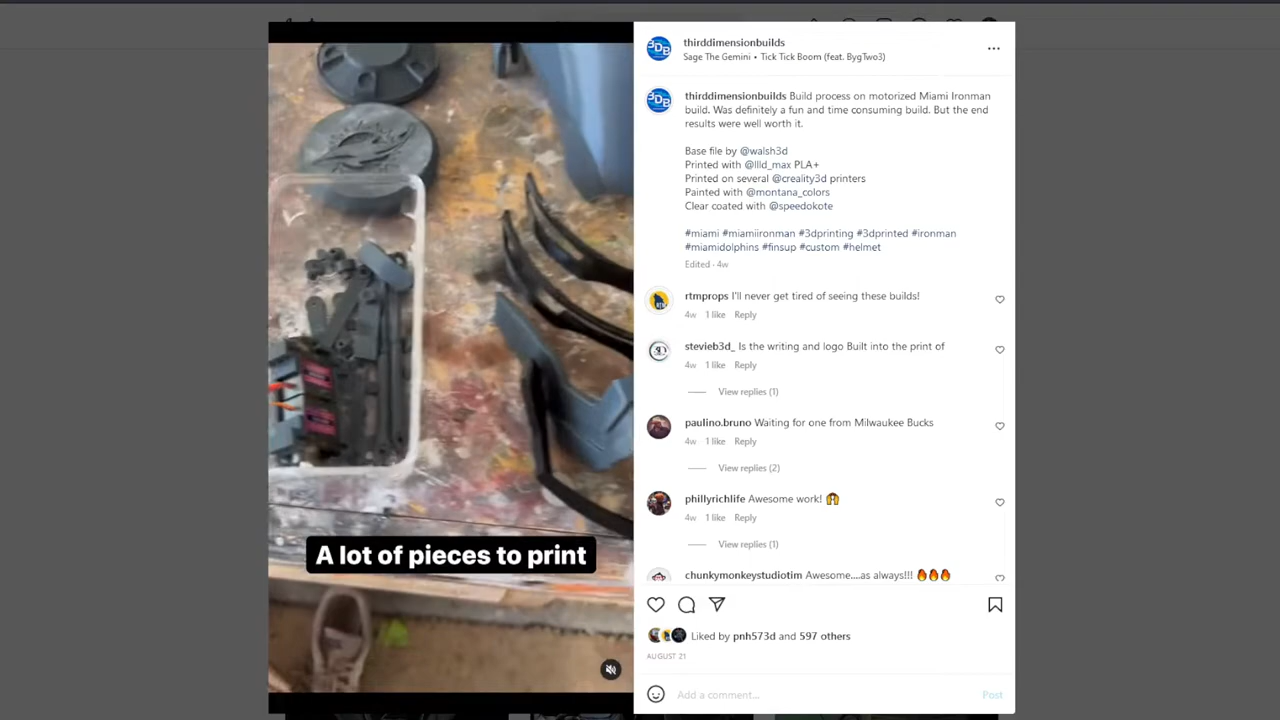 thirddimensionbuilds
Sage The Gemini • Tick Tick Boom (feat. BygTwo3)
thirddimensionbuilds Build process on motorized Miami Ironman
build. Was definitely a fun and time consuming build. But the end
results were well worth it.
Base file by @walsh3d
Printed with @llld_max PLA+
Printed on several @creality3d printers
Painted with @montana_colors
Clear coated with @speedokote
#miami #miamiironman #3dprinting #3dprinted #ironman
#miamidolphins #finsup #custom #helmet
Edited · 4w
rtmprops I'll never get tired of seeing these builds!
4w 1 like Reply
stevieb3d_ Is the writing and logo Built into the print of
4w 1 like Reply
View replies (1)
paulino.bruno Waiting for one from Milwaukee Bucks
4w 1 like Reply
View replies (2)
phillyrichlife Awesome work! 🙌
4w 1 like Reply
View replies (1)
chunkymonkeystudiotim Awesome....as always!!! 🔥🔥🔥
Liked by pnh573d and 597 others
AUGUST 21
Add a comment...
Post
A lot of pieces to print
3DB
3DB